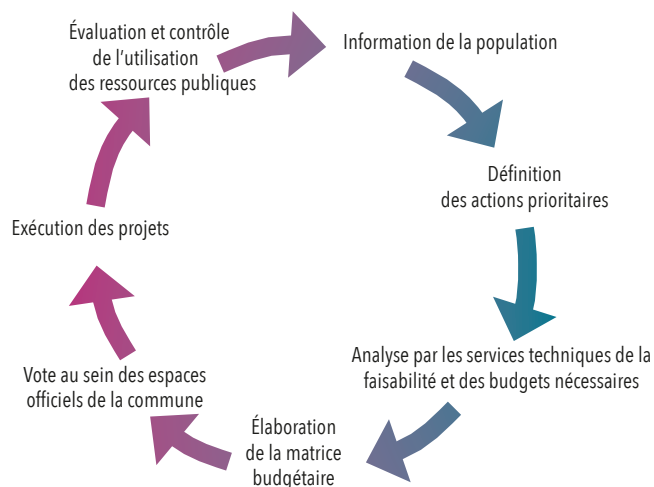 Évaluation et contrôle
de l’utilisation
des ressources publiques
Information de la population
Définition
des actions prioritaires
Analyse par les services techniques de la
faisabilité et des budgets nécessaires
Élaboration
de la matrice
budgétaire
Vote au sein des espaces
officiels de la commune
Exécution des projets